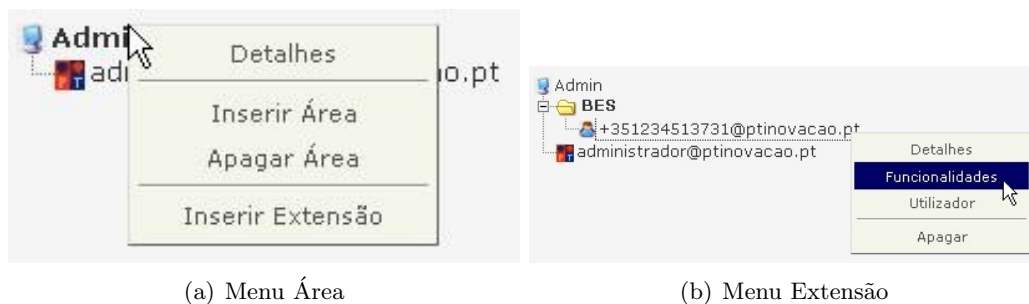 Admi
adı
ao.pt
Detalhes
Inserir Área
Apagar Área
Inserir Extensão
Admin
BES
+351234513731@ptinovacao.pt
administrador@ptinovacao.pt
Detalhes
Funcionalidades
Utilizador
Apagar
(a) Menu Área
(b) Menu Extensão